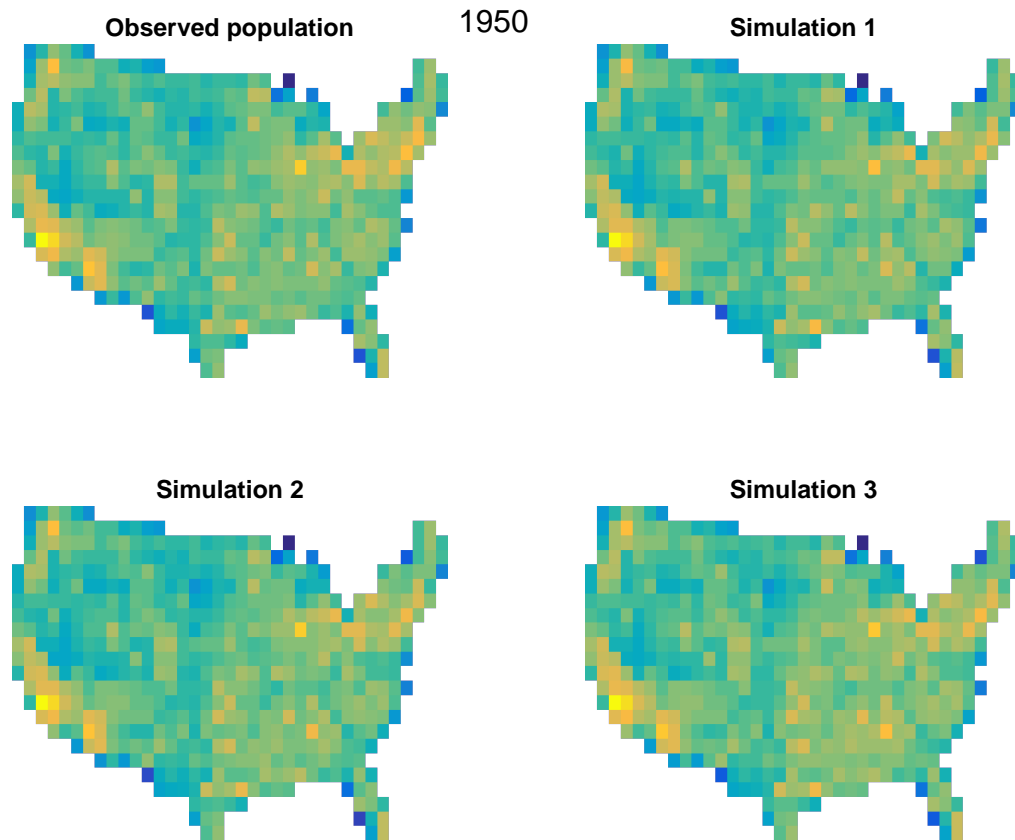 1950
Observed population
Simulation 1
Simulation 2
Simulation 3